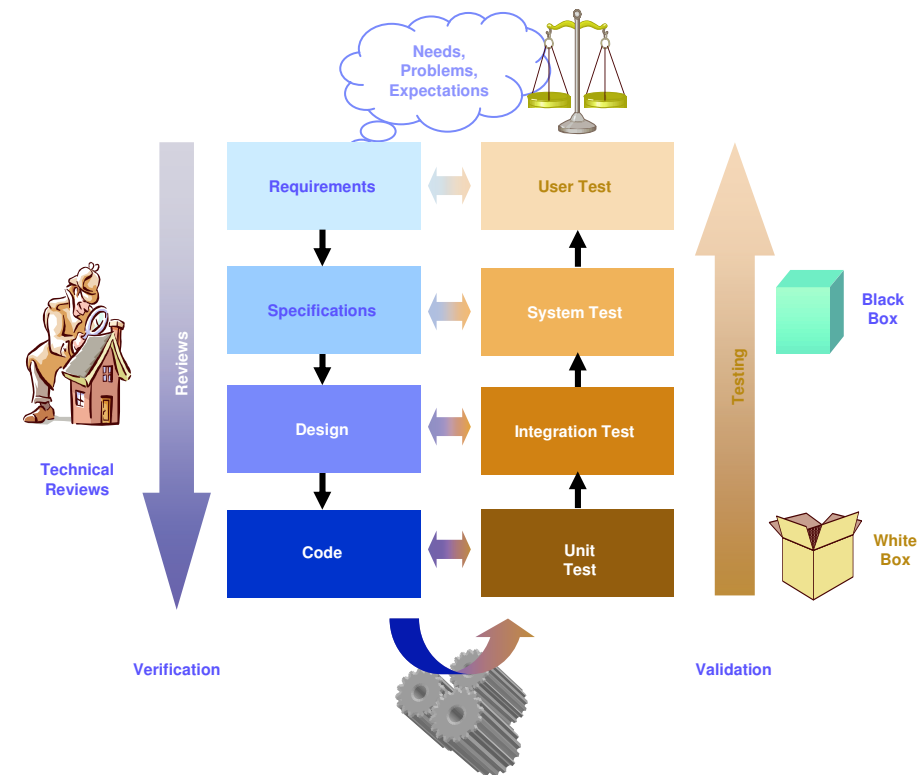 Needs,
Problems,
Expectations
Requirements
User Test
Specifications
System Test
Black
Box
Reviews
Testing
Design
Integration Test
Technical
Reviews
Code
Unit
Test
White
Box
Verification
Validation